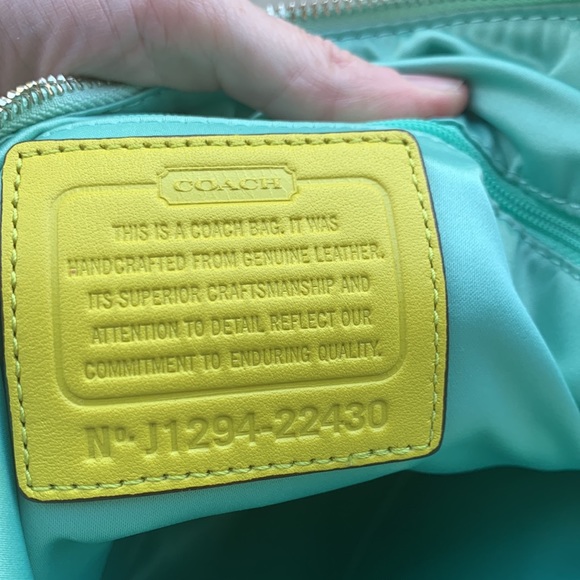 COACH
THIS IS A COACH BAG. IT WAS
HANDCRAFTED FROM GENUINE LEATHER.
ITS SUPERIOR CRAFTSMANSHIP AND
ATTENTION TO DETAIL REFLECT OUR
COMMITMENT TO ENDURING QUALITY.
Nº· J1294-22430